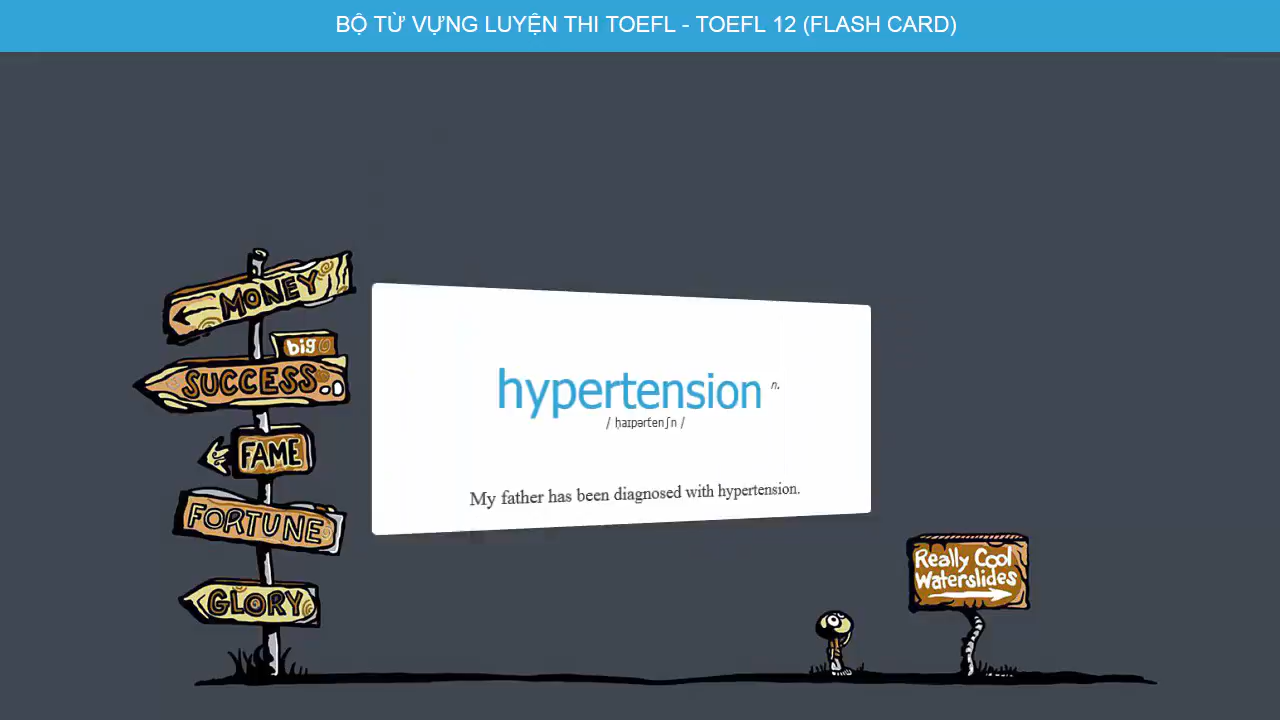 BỘ TỪ VỰNG LUYỆN THI TOEFL - TOEFL 12 (FLASH CARD)
MONEY
big
SUCCESS
FAME
FORTUNE
GLORY
hypertension n.
/ ˌhaɪpərˈtenʃn /
My father has been diagnosed with hypertension.
Really Cool
Waterslides